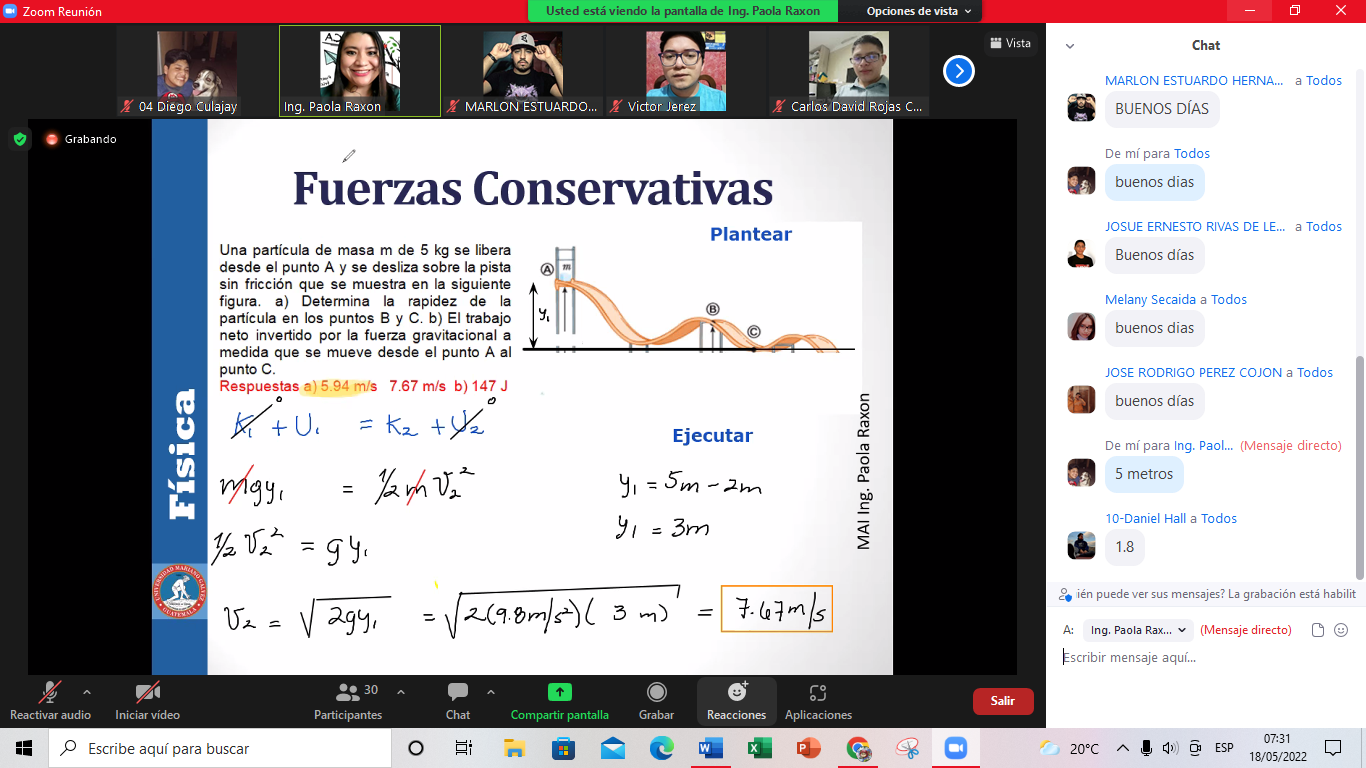 Zoom Reunión
Usted está viendo la pantalla de Ing. Paola Raxon
Opciones de vista
Vista
04 Diego Culajay
Ing. Paola Raxon
MARLON ESTUARDO...
Victor Jerez
Carlos David Rojas C...
Grabando
Fuerzas Conservativas
Plantear
Una partícula de masa m de 5 kg se libera
desde el punto A y se desliza sobre la pista
sin fricción que se muestra en la siguiente
figura. a) Determina la rapidez de la
partícula en los puntos B y C. b) El trabajo
neto invertido por la fuerza gravitacional a
medida que se mueve desde el punto A al
punto C.
Respuestas a) 5.94 m/s 7.67 m/s b) 147 J
A
m
y₁
B
C
K₁ 0 + U₁ = K₂ + U₂ 0
Ejecutar
mgy₁ = 1/2 m v₂²
y₁ = 5m - 2m
y₁ = 3m
1/2 v₂² = gy₁
v₂ = √2gy₁ = √2(9.8m/s²)( 3 m) = 7.67m/s
Física
UNIVERSIDAD MARIANO GÁLVEZ
GUATEMALA
MAI Ing. Paola Raxon
Chat
MARLON ESTUARDO HERNA... a Todos
BUENOS DÍAS
De mí para Todos
buenos dias
JOSUE ERNESTO RIVAS DE LE... a Todos
Buenos días
Melany Secaida a Todos
buenos dias
JOSE RODRIGO PEREZ COJON a Todos
buenos días
De mí para Ing. Paol... (Mensaje directo)
5 metros
10-Daniel Hall a Todos
1.8
ién puede ver sus mensajes? La grabación está habilit
A: Ing. Paola Rax... (Mensaje directo)
Escribir mensaje aquí...
Reactivar audio
Iniciar vídeo
Participantes
30
Chat
Compartir pantalla
Grabar
Reacciones
Aplicaciones
Salir
Escribe aquí para buscar
20°C
ESP
07:31
18/05/2022